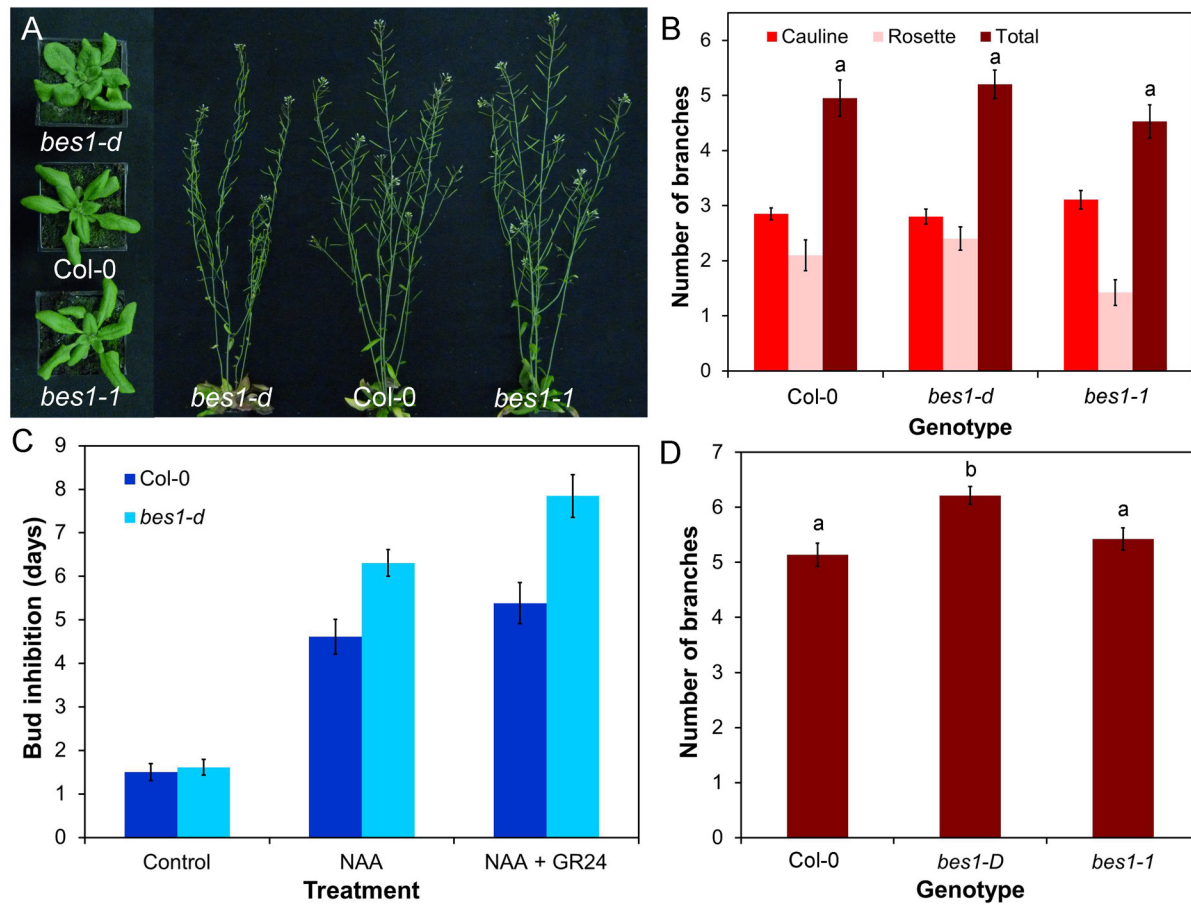 A
bes1-d
Col-0
bes1-1
bes1-d
Col-0
bes1-1
B
Cauline
Rosette
Total
6
5
4
3
2
1
0
a
a
a
Number of branches
Col-0
bes1-d
bes1-1
Genotype
C
Col-0
bes1-d
9
8
7
6
5
4
3
2
1
0
Bud inhibition (days)
Control
NAA
NAA + GR24
Treatment
D
7
6
5
4
3
2
1
0
a
b
a
Number of branches
Col-0
bes1-D
bes1-1
Genotype